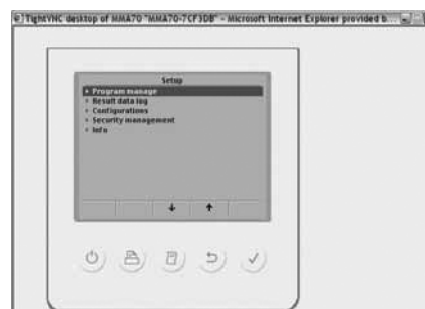 TightVNC desktop of MMA70 "MMA70-7CF3DB" - Microsoft Internet Explorer provided b...
Setup
Program manage
Result data log
Configurations
Security management
Info